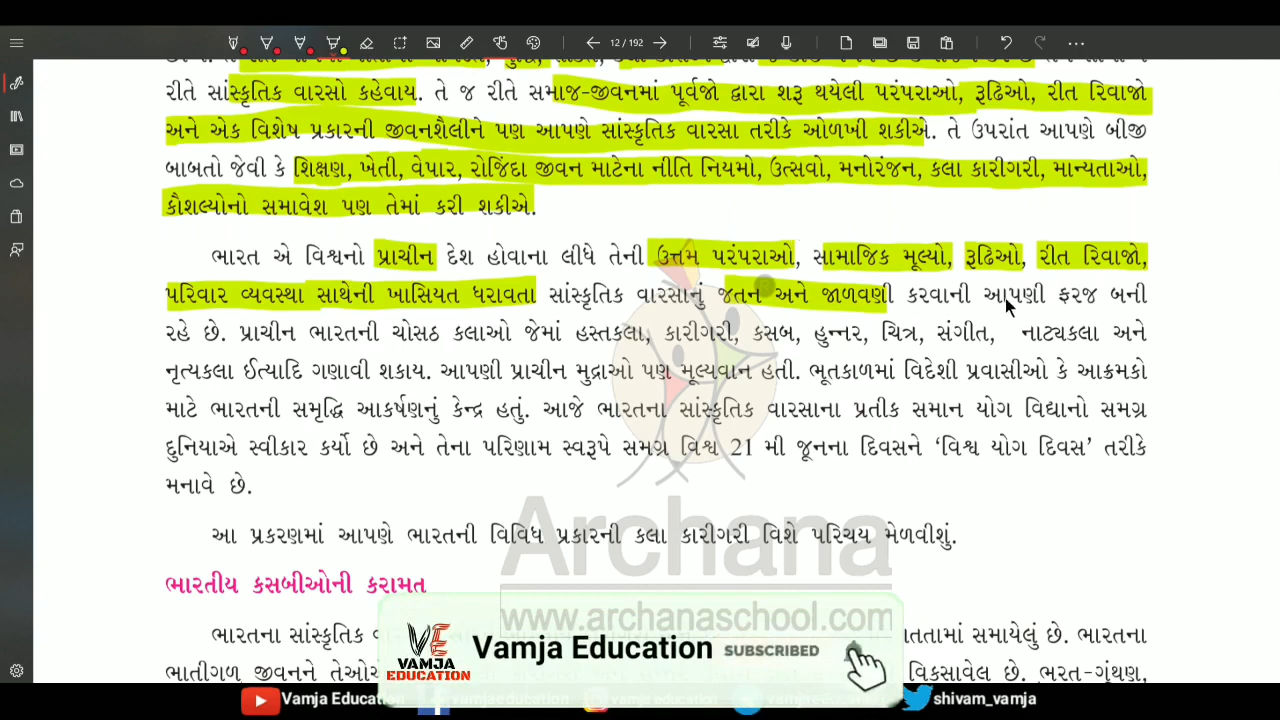 12 / 192
રીતે સાંસ્કૃતિક વારસો કહેવાય. તે જ રીતે સમાજ-જીવનમાં પૂર્વજો દ્વારા શરૂ થયેલી પરંપરાઓ, રૂઢિઓ, રીત રિવાજો
અને એક વિશેષ પ્રકારની જીવનશૈલીને પણ આપણે સાંસ્કૃતિક વારસા તરીકે ઓળખી શકીએ. તે ઉપરાંત આપણે બીજી
બાબતો જેવી કે શિક્ષણ, ખેતી, વેપાર, રોજિંદા જીવન માટેના નીતિ નિયમો, ઉત્સવો, મનોરંજન, કલા કારીગરી, માન્યતાઓ,
કૌશલ્યોનો સમાવેશ પણ તેમાં કરી શકીએ.
ભારત એ વિશ્વનો પ્રાચીન દેશ હોવાના લીધે તેની ઉત્તમ પરંપરાઓ, સામાજિક મૂલ્યો, રૂઢિઓ, રીત રિવાજો,
પરિવાર વ્યવસ્થા સાથેની ખાસિયત ધરાવતા સાંસ્કૃતિક વારસાનું જતન અને જાળવણી કરવાની આપણી ફરજ બની
રહે છે. પ્રાચીન ભારતની ચોસઠ કલાઓ જેમાં હસ્તકલા, કારીગરી, કસબ, હુન્નર, ચિત્ર, સંગીત, નાટ્યકલા અને
નૃત્યકલા ઈત્યાદિ ગણાવી શકાય. આપણી પ્રાચીન મુદ્રાઓ પણ મૂલ્યવાન હતી. ભૂતકાળમાં વિદેશી પ્રવાસીઓ કે આક્રમકો
માટે ભારતની સમૃદ્ધિ આકર્ષણનું કેન્દ્ર હતું. આજે ભારતના સાંસ્કૃતિક વારસાના પ્રતીક સમાન યોગ વિદ્યાનો સમગ્ર
દુનિયાએ સ્વીકાર કર્યો છે અને તેના પરિણામ સ્વરૂપે સમગ્ર વિશ્વ 21 મી જૂનના દિવસને ‘વિશ્વ યોગ દિવસ’ તરીકે
મનાવે છે.
આ પ્રકરણમાં આપણે ભારતની વિવિધ પ્રકારની કલા કારીગરી વિશે પરિચય મેળવીશું.
Archana
ભારતીય કસબીઓની કરામત
www.archanaschool.com
ભારતના સાંસ્કૃતિક સમાયેલું છે. ભારતના
VAMJA EDUCATION Vamja Education SUBSCRIBED
ભાતીગળ જીવનને વિકસાવેલ છે. ભરત-ગુંથણ,
Vamja Education vamjaeducation shivam_vamja